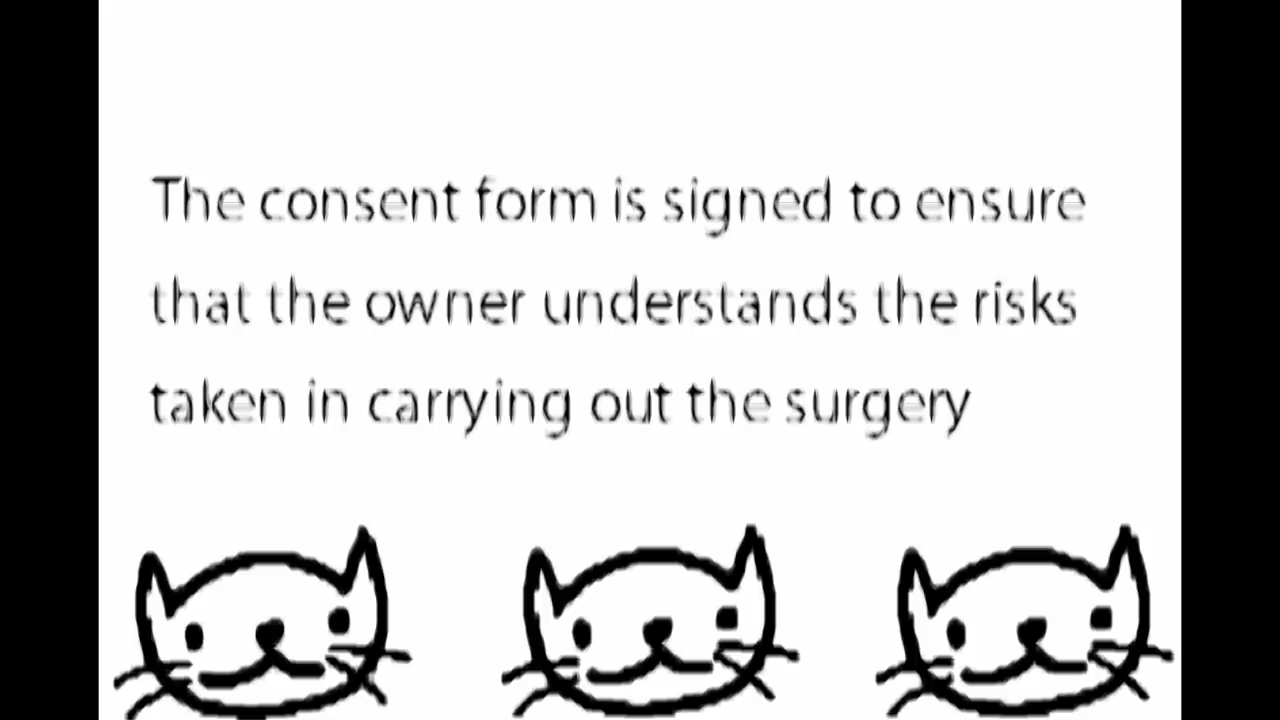 The consent form is signed to ensure
that the owner understands the risks
taken in carrying out the surgery